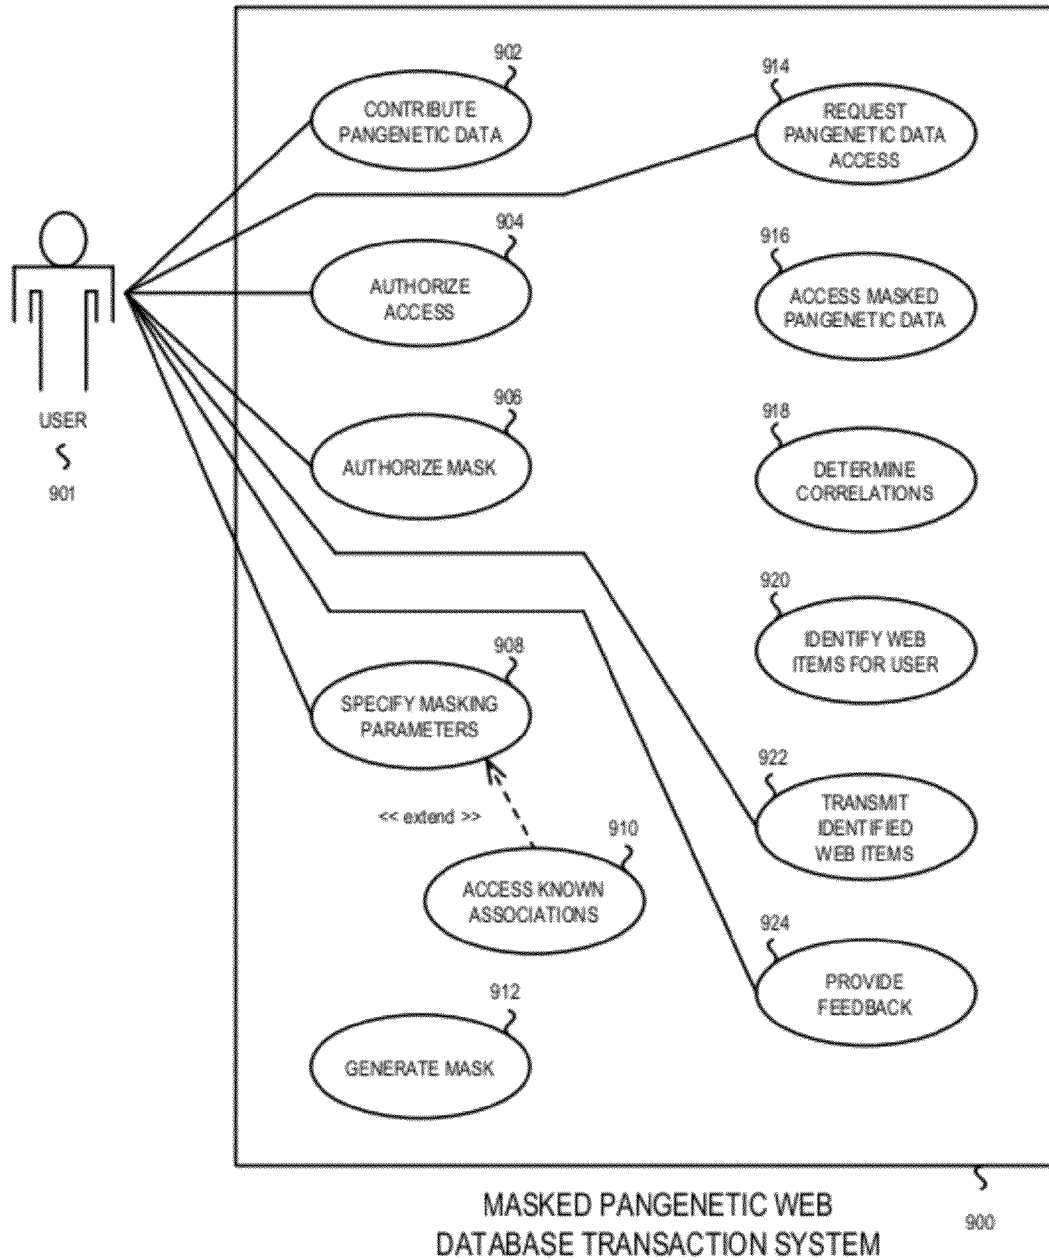 902
CONTRIBUTE
PANGENETIC DATA
914
REQUEST
PANGENETIC DATA
ACCESS
904
AUTHORIZE
ACCESS
916
ACCESS MASKED
PANGENETIC DATA
USER
901
906
AUTHORIZE MASK
918
DETERMINE
CORRELATIONS
920
IDENTIFY WEB
ITEMS FOR USER
908
SPECIFY MASKING
PARAMETERS
<< extend >>
910
ACCESS KNOWN
ASSOCIATIONS
922
TRANSMIT
IDENTIFIED
WEB ITEMS
924
PROVIDE
FEEDBACK
912
GENERATE MASK
MASKED PANGENETIC WEB
DATABASE TRANSACTION SYSTEM
900